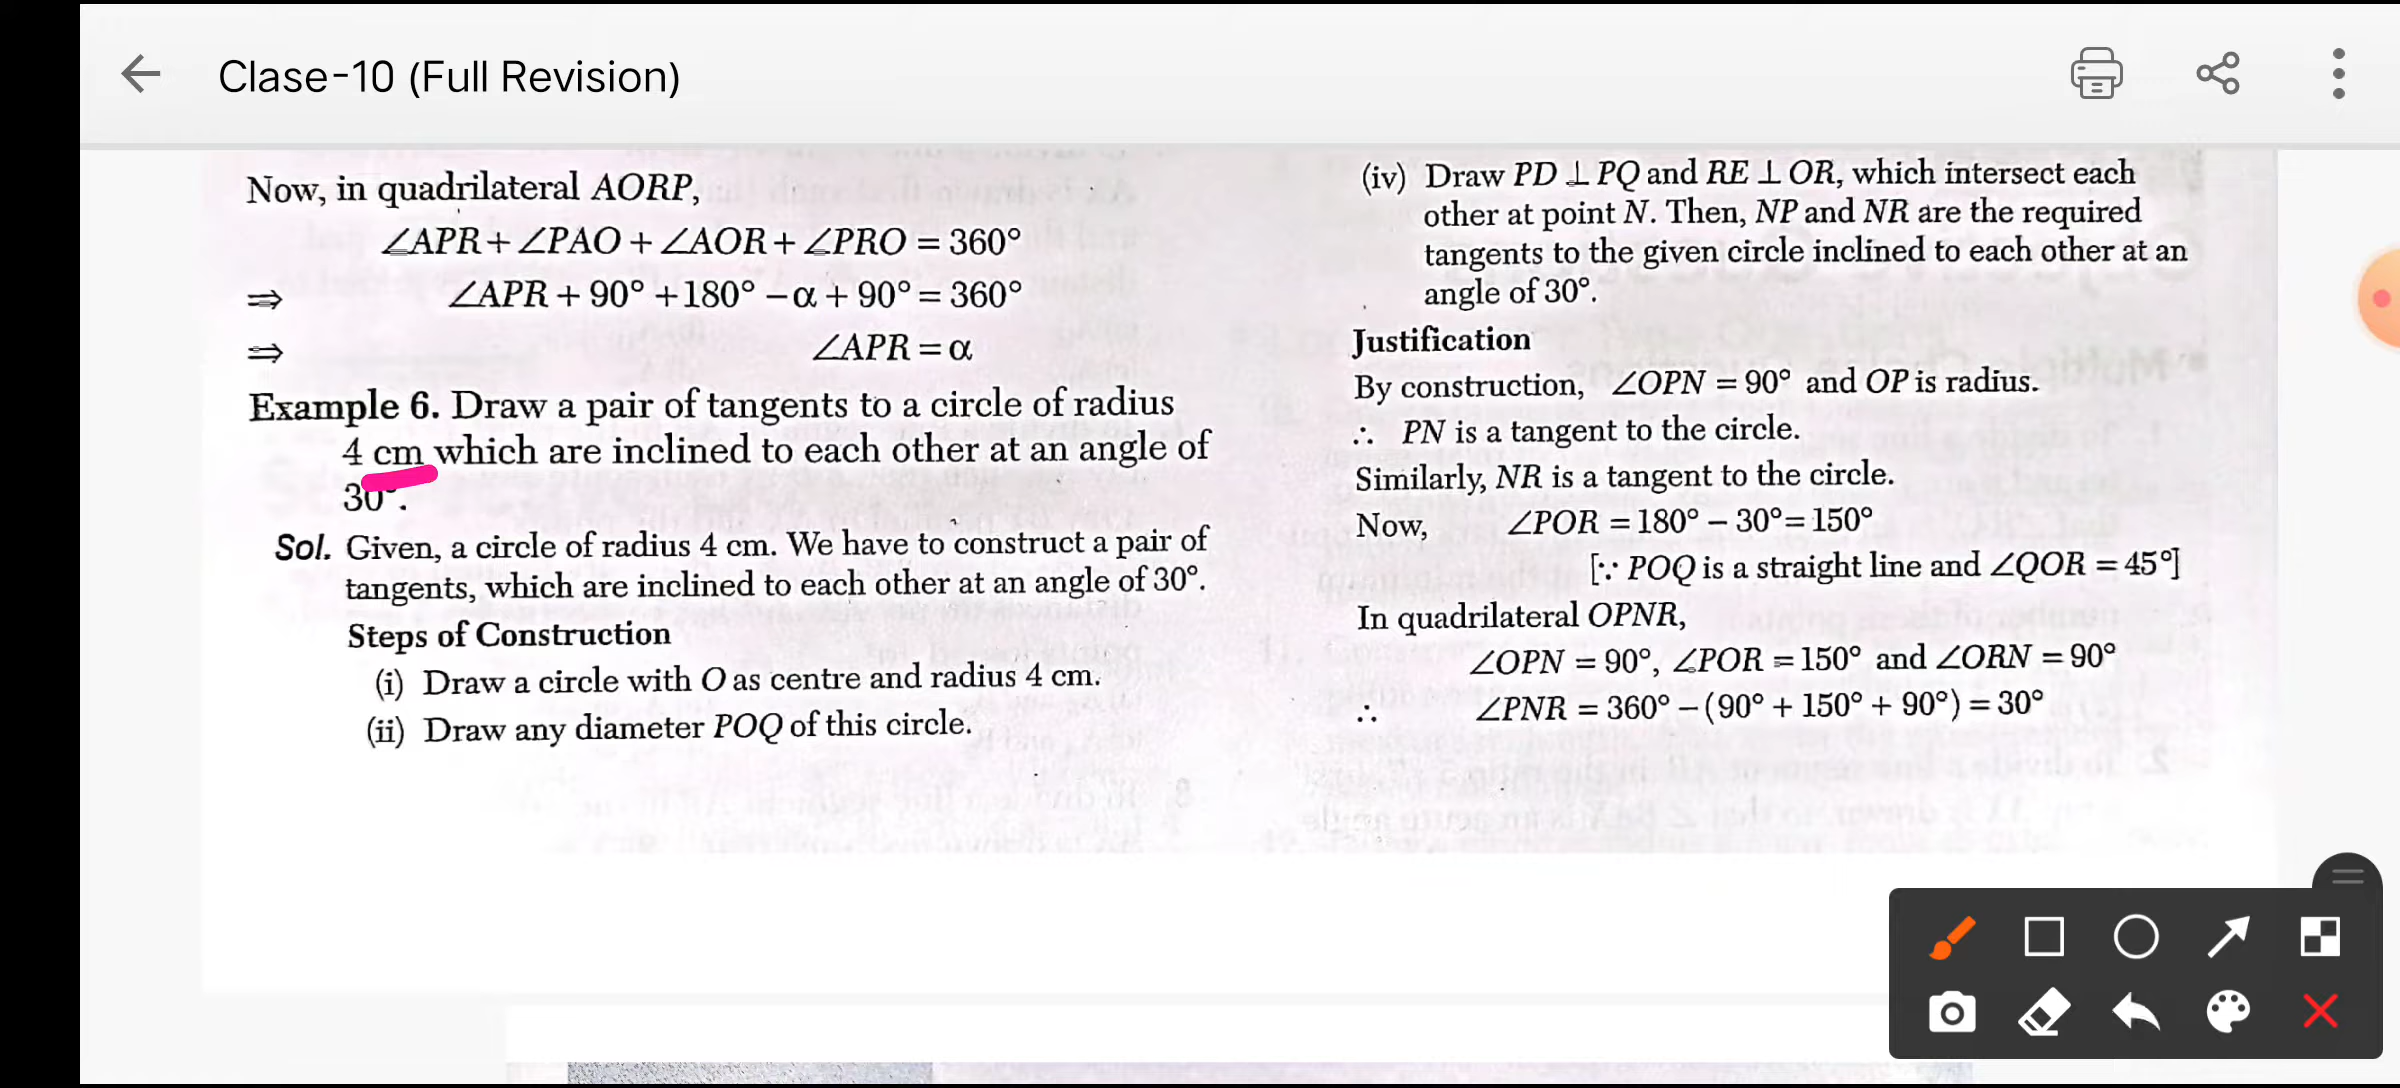 Clase-10 (Full Revision)
Now, in quadrilateral AORP,
∠APR + ∠PAO + ∠AOR + ∠PRO = 360°
⇒ ∠APR + 90° + 180° − α + 90° = 360°
⇒ ∠APR = α
Example 6. Draw a pair of tangents to a circle of radius
4 cm which are inclined to each other at an angle of
30°.
Sol. Given, a circle of radius 4 cm. We have to construct a pair of
tangents, which are inclined to each other at an angle of 30°.
Steps of Construction
(i) Draw a circle with O as centre and radius 4 cm.
(ii) Draw any diameter POQ of this circle.
(iv) Draw PD ⊥ PQ and RE ⊥ OR, which intersect each
other at point N. Then, NP and NR are the required
tangents to the given circle inclined to each other at an
angle of 30°.
Justification
By construction, ∠OPN = 90° and OP is radius.
∴ PN is a tangent to the circle.
Similarly, NR is a tangent to the circle.
Now, ∠POR = 180° − 30° = 150°
[∵ POQ is a straight line and ∠QOR = 45°]
In quadrilateral OPNR,
∠OPN = 90°, ∠POR = 150° and ∠ORN = 90°
∴ ∠PNR = 360° − (90° + 150° + 90°) = 30°